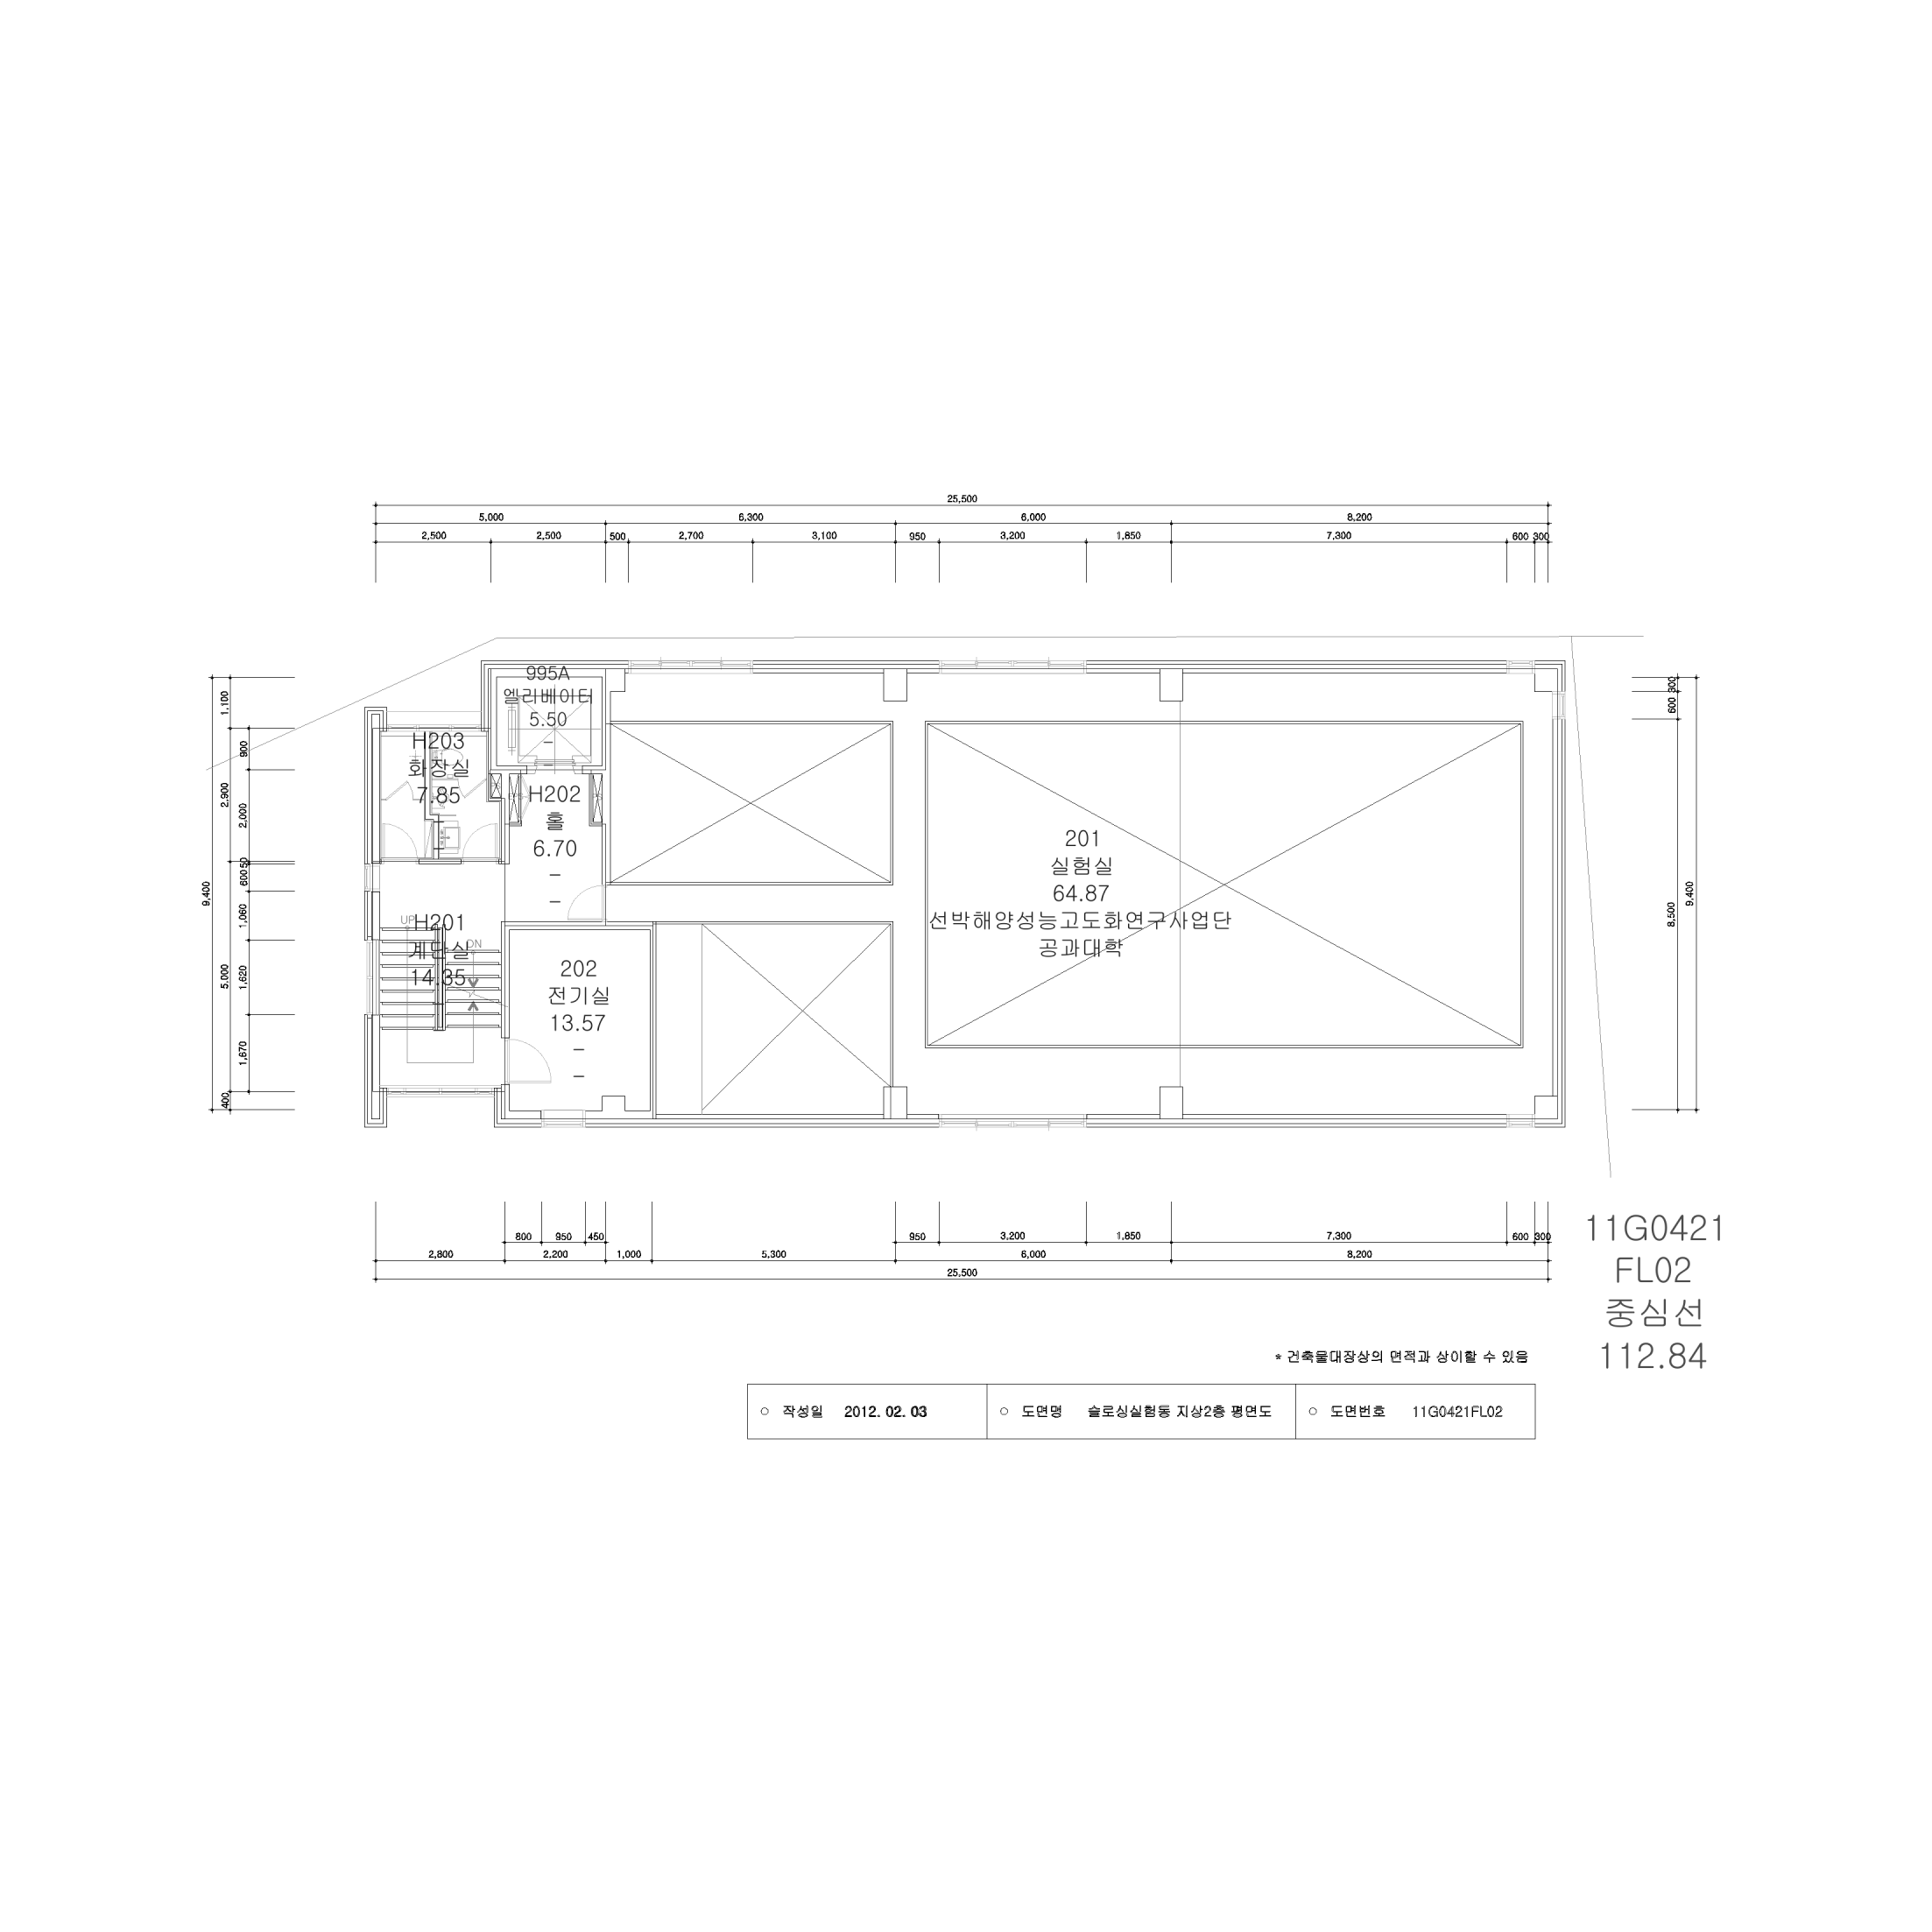 25,500
5,000 6,300 6,000 8,200
2,500 2,500 500 2,700 3,100 950 3,200 1,850 7,300 600 300
9,400
1,100
2,900
5,000
400
900
2,000
50
600
1,060
1,620
1,670
300
600
8,500
9,400
995A
엘리베이터
5.50
H203
화장실
7.85
H202
홀
6.70
201
실험실
64.87
선박해양성능고도화연구사업단
공과대학
UP
H201
계단실
14.35
DN
202
전기실
13.57
800 950 450 950 3,200 1,850 7,300 600 300
2,800 2,200 1,000 5,300 6,000 8,200
25,500
11G0421
FL02
중심선
112.84
* 건축물대장상의 면적과 상이할 수 있음
○ 작성일 2012. 02. 03 ○ 도면명 슬로싱실험동 지상2층 평면도 ○ 도면번호 11G0421FL02